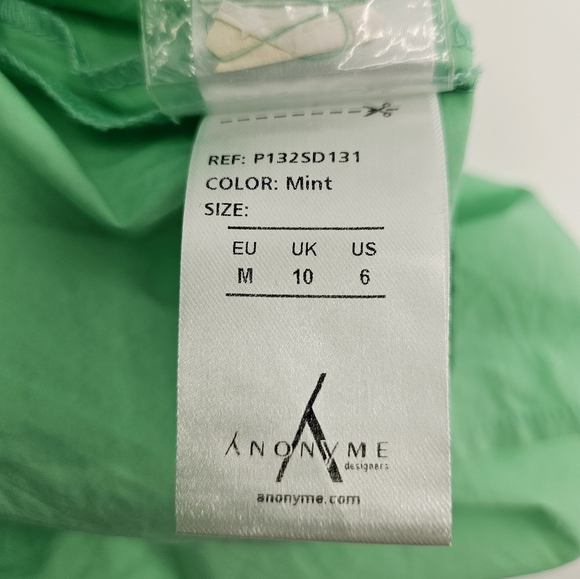 REF: P132SD131
COLOR: Mint
SIZE:
EU UK US
M 10 6
ANONYME
designers
anonyme.com